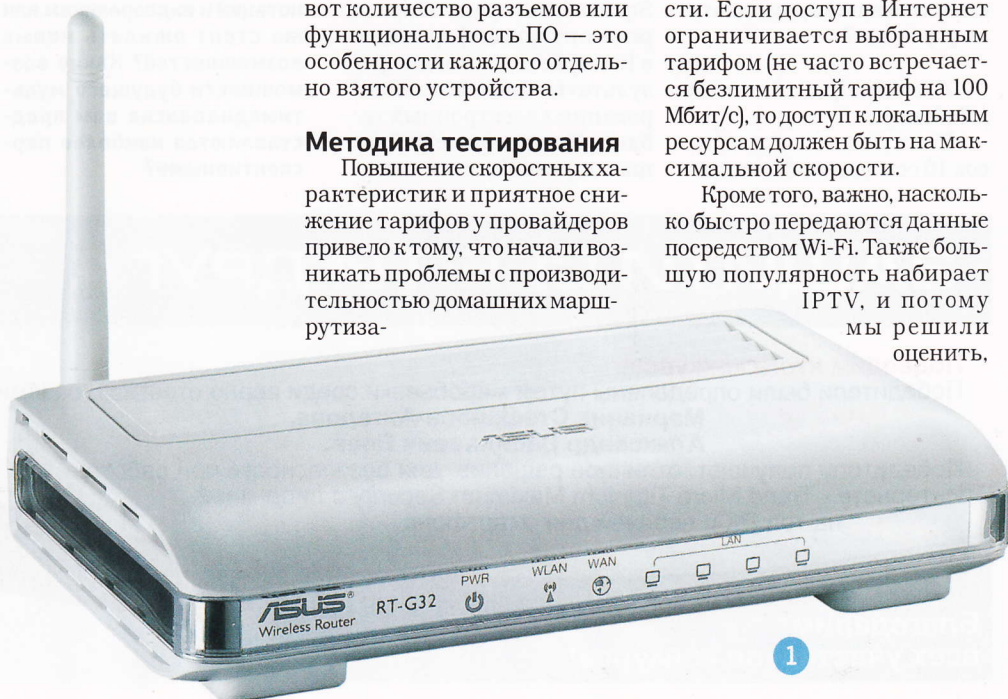 вот количество разъемов или
функциональность ПО — это
особенности каждого отдель-
но взятого устройства.
Методика тестирования
Повышение скоростных ха-
рактеристик и приятное сни-
жение тарифов у провайдеров
привело к тому, что начали воз-
никать проблемы с производи-
тельностью домашних марш-
рутиза-
сти. Если доступ в Интернет
ограничивается выбранным
тарифом (не часто встречает-
ся безлимитный тариф на 100
Мбит/с), то доступ к локальным
ресурсам должен быть на мак-
симальной скорости.
Кроме того, важно, насколь-
ко быстро передаются данные
посредством Wi-Fi. Также боль-
шую популярность набирает
IPTV, и потому
мы решили
оценить,
ASUS
ASUS®
Wireless Router
RT-G32
PWR
WLAN
WAN
LAN
1